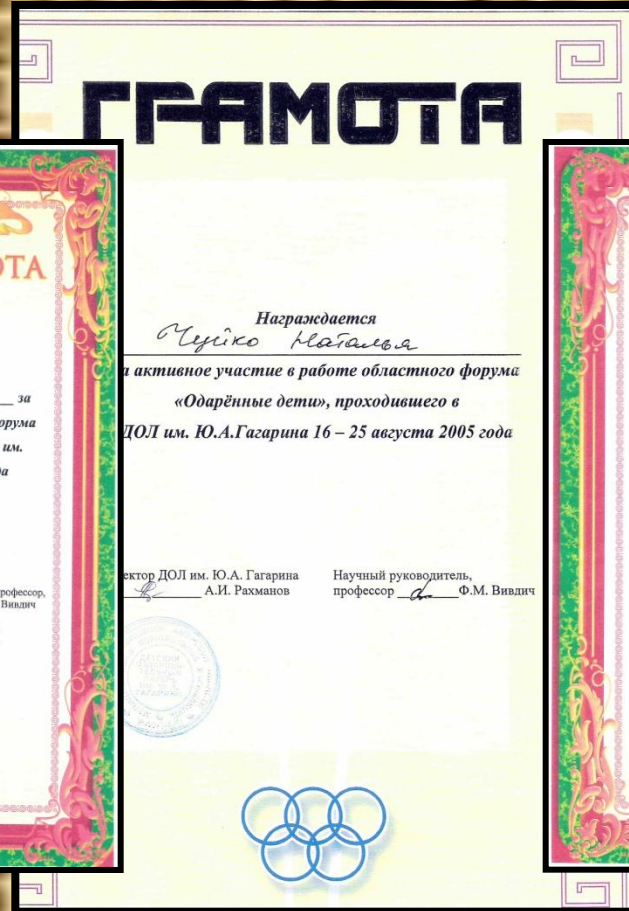 ГРАМОТА
Награждается
Чуйко Наталья
а активное участие в работе областного форума
«Одарённые дети», проходившего в
ДОЛ им. Ю.А.Гагарина 16 – 25 августа 2005 года
ектор ДОЛ им. Ю.А. Гагарина
А.И. Рахманов
Научный руководитель,
профессор Ф.М. Вивдич
ОТА
за
орума
им.
а
рофессор,
Вивдич